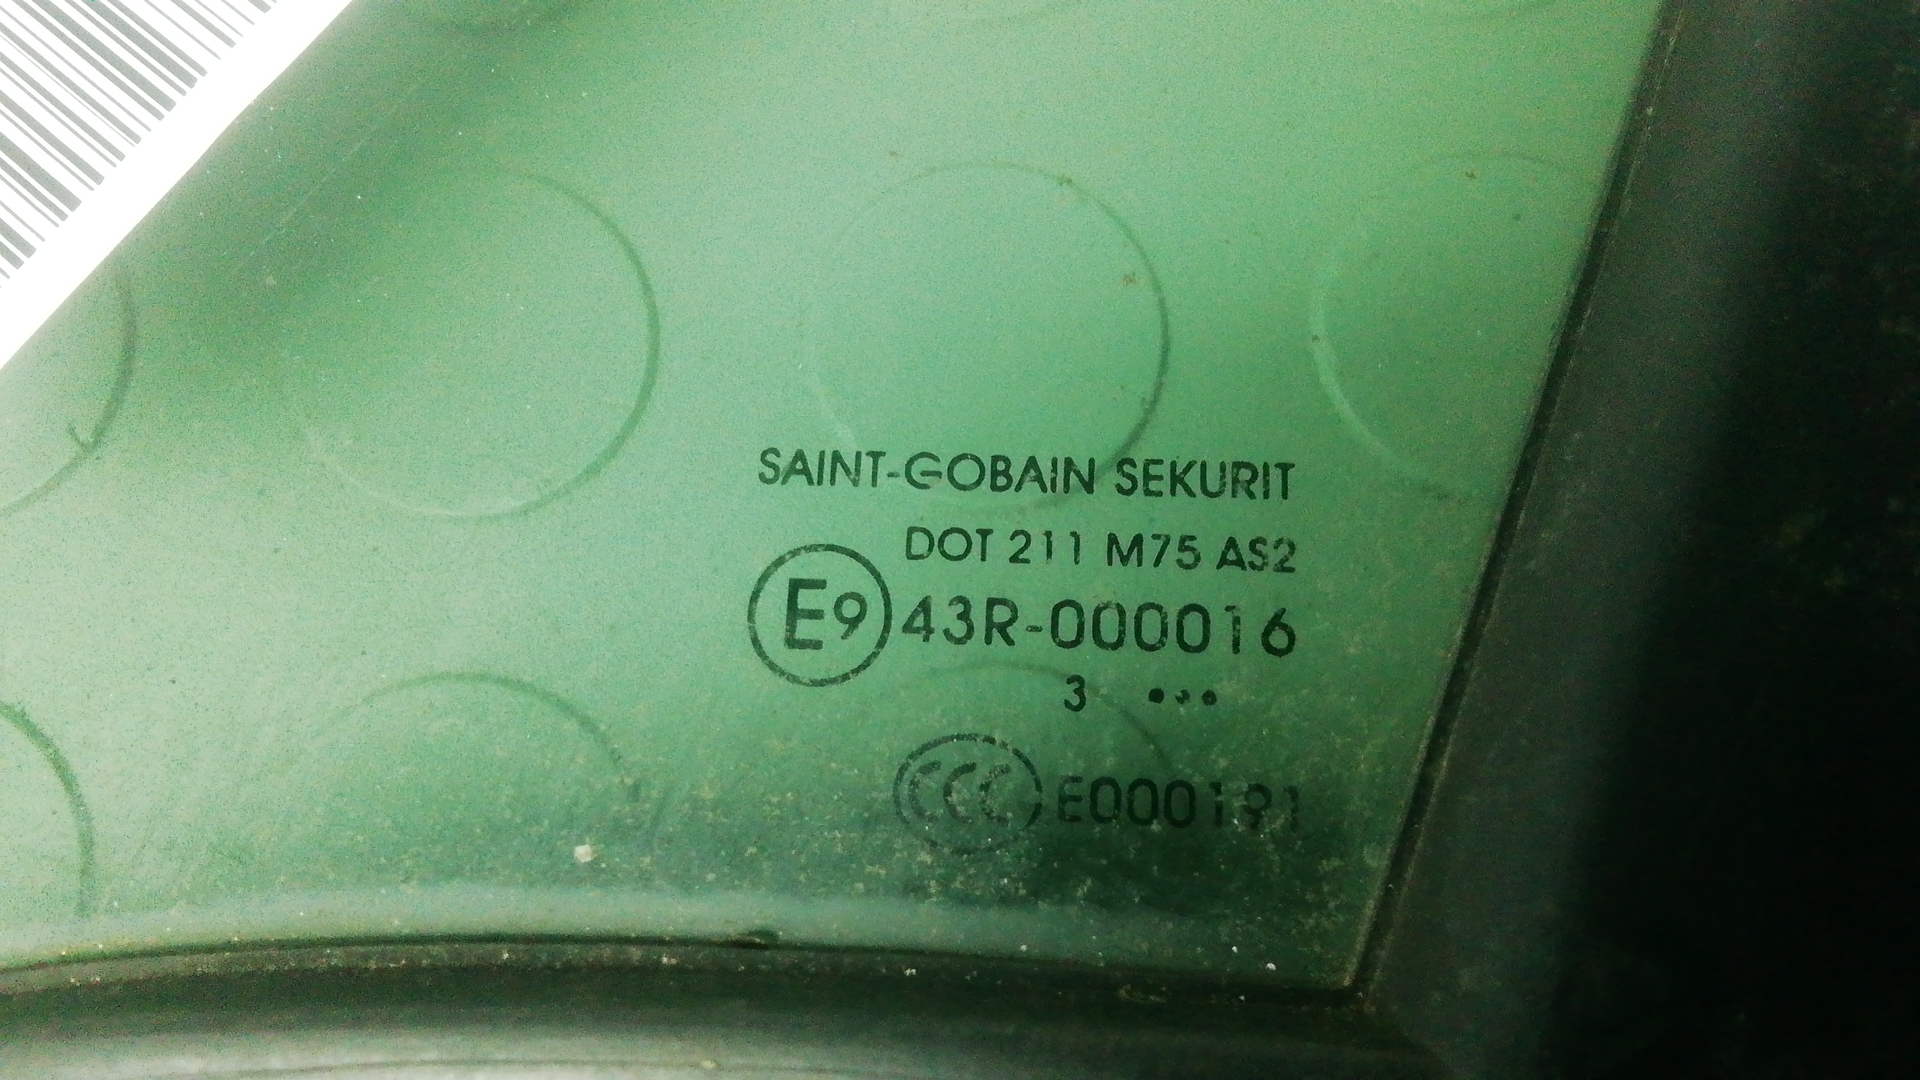 SAINT-GOBAIN SEKURIT
DOT 211 M75 AS2
E9 43R-000016
3 •••
CCC E000191